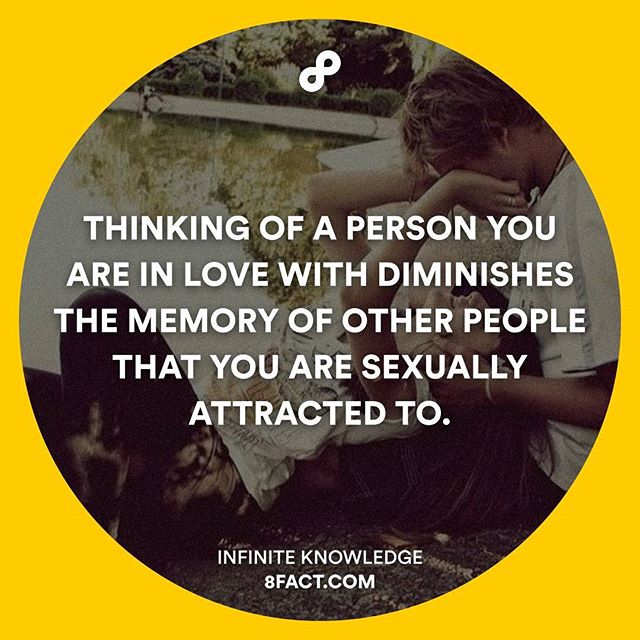 THINKING OF A PERSON YOU
ARE IN LOVE WITH DIMINISHES
THE MEMORY OF OTHER PEOPLE
THAT YOU ARE SEXUALLY
ATTRACTED TO.
INFINITE KNOWLEDGE
8FACT.COM